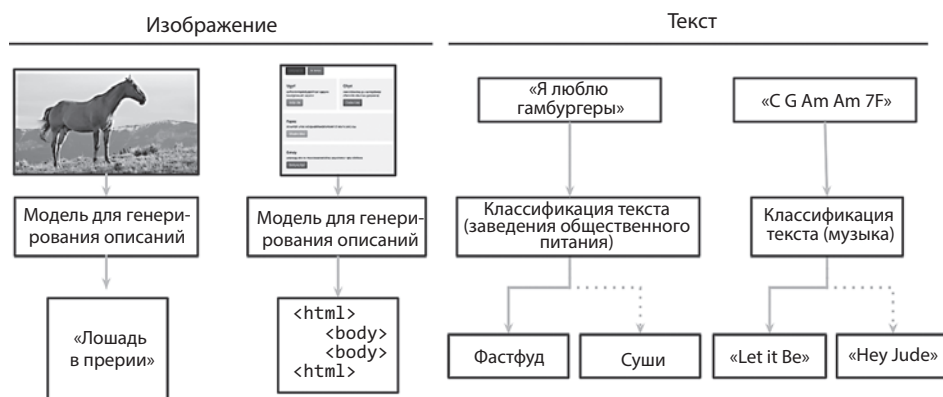 Изображение
Текст
«Я люблю
гамбургеры»
«C G Am Am 7F»
Модель для генери-
рования описаний
Модель для генери-
рования описаний
Классификация текста
(заведения общественного
питания)
Классификация
текста (музыка)
«Лошадь
в прерии»
<html>
<body>
<body>
<html>
Фастфуд
Суши
«Let it Be»
«Hey Jude»